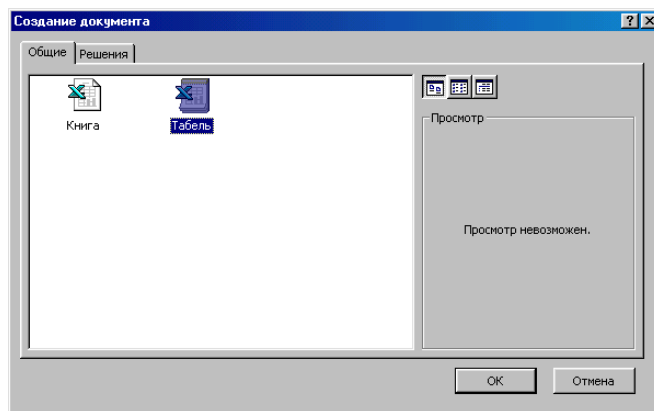 Создание документа
Общие Решения
Книга Табель
Просмотр
Просмотр невозможен.
ОК Отмена